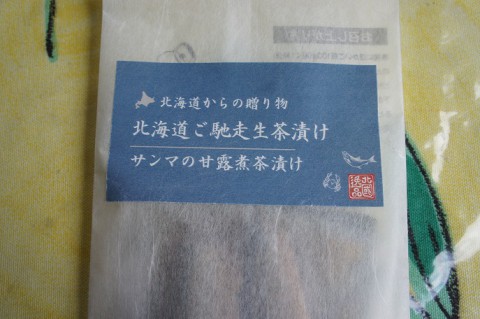 北海道からの贈り物
北海道ご馳走生茶漬け
サンマの甘露煮茶漬け